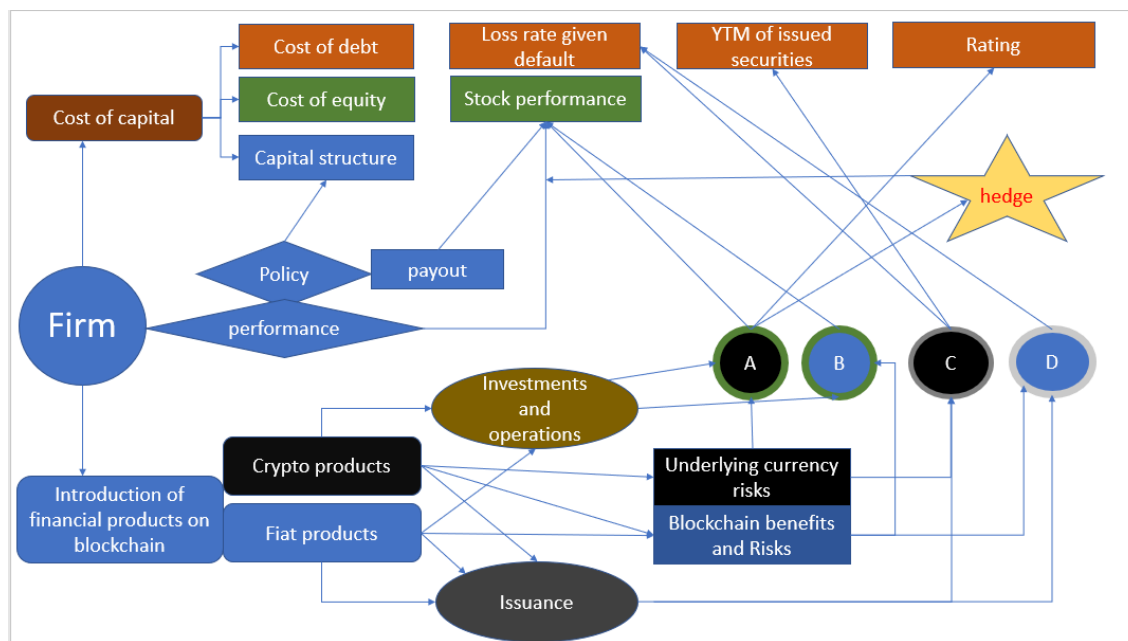 Cost of debt
Loss rate given
default
YTM of issued
securities
Rating
Cost of capital
Cost of equity
Stock performance
Capital structure
hedge
Policy
payout
Firm
performance
A
B
C
D
Investments
and
operations
Crypto products
Underlying currency
risks
Introduction of
financial products on
blockchain
Fiat products
Blockchain benefits
and Risks
Issuance